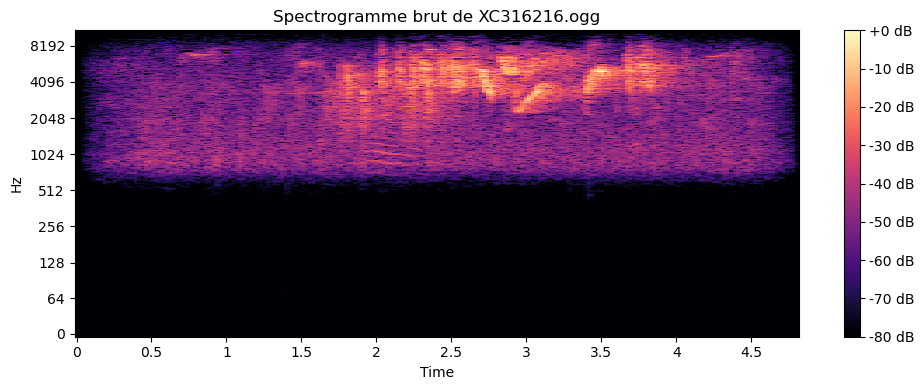 Spectrogramme brut de XC316216.ogg
8192
4096
2048
1024
512
256
128
64
0
Hz
0
0.5
1
1.5
2
2.5
3
3.5
4
4.5
Time
+0 dB
-10 dB
-20 dB
-30 dB
-40 dB
-50 dB
-60 dB
-70 dB
-80 dB